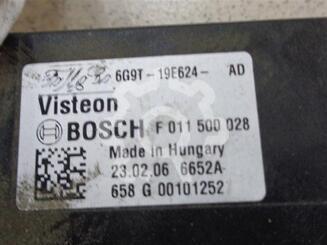 6G9T-19E624- AD
Visteon
BOSCH F 011 500 028
Made in Hungary
23.02.06 6652A
658 G 00101252